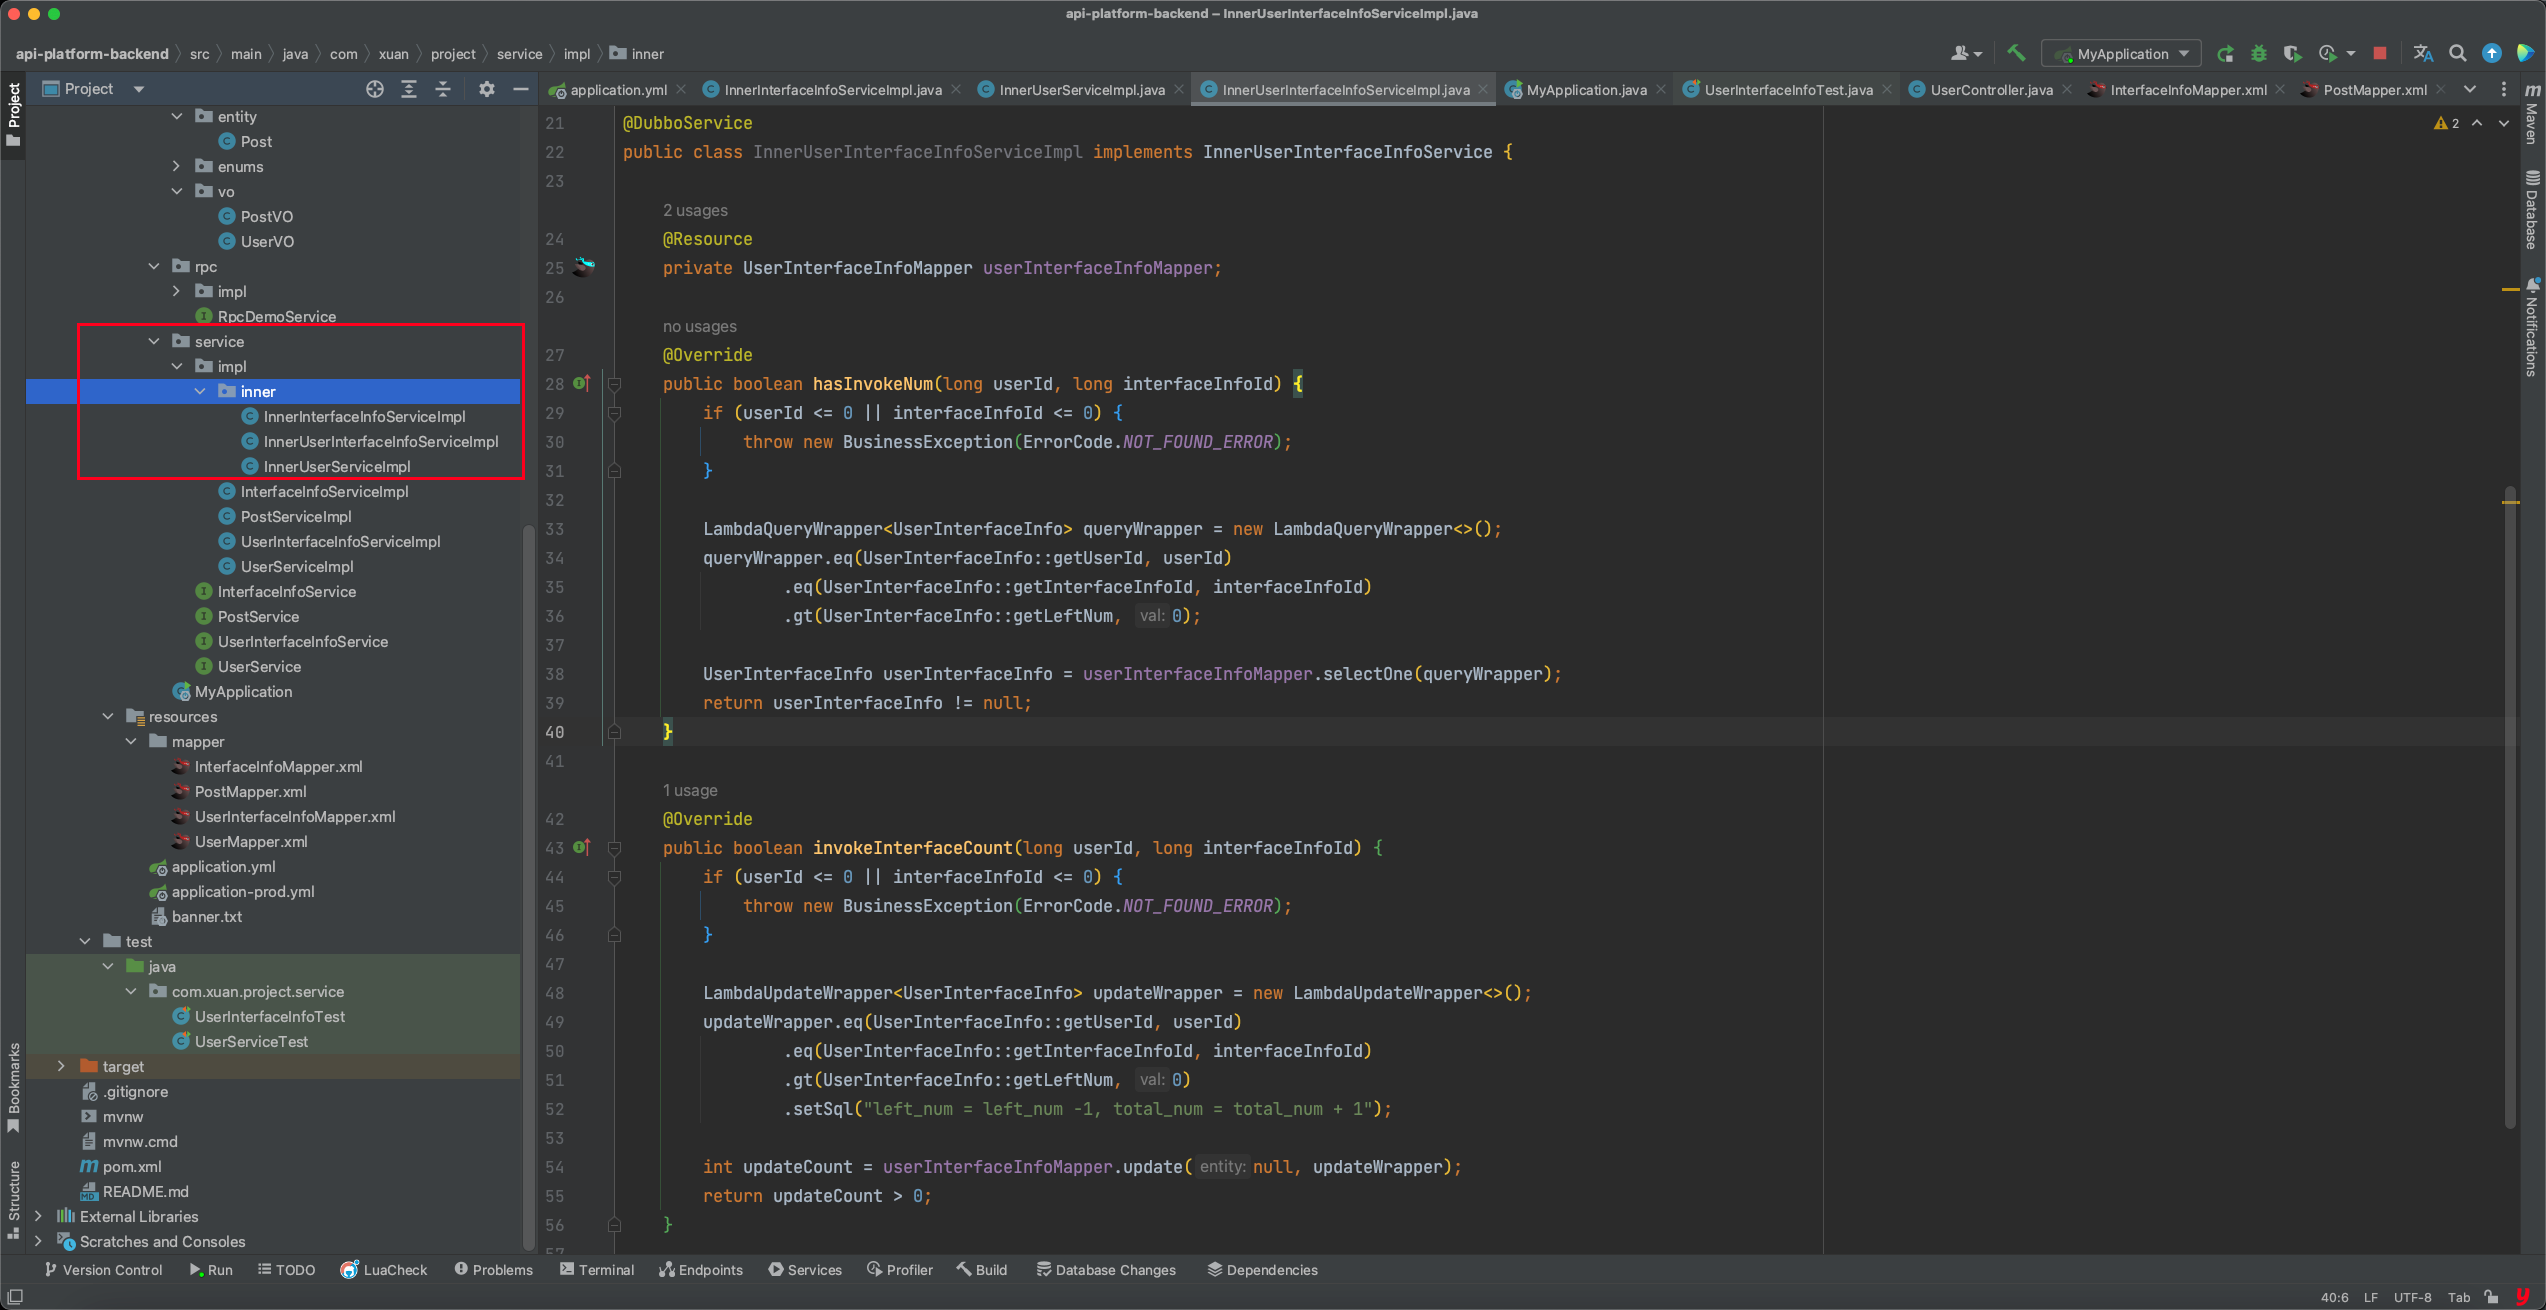 api-platform-backend – InnerUserInterfaceInfoServiceImpl.java
api-platform-backend src main java com xuan project service impl inner
MyApplication
Project
application.yml InnerInterfaceInfoServiceImpl.java InnerUserServiceImpl.java InnerUserInterfaceInfoServiceImpl.java MyApplication.java UserInterfaceInfoTest.java UserController.java InterfaceInfoMapper.xml PostMapper.xml
Project
Bookmarks
Structure
entity
Post
enums
vo
PostVO
UserVO
rpc
impl
RpcDemoService
service
impl
inner
InnerInterfaceInfoServiceImpl
InnerUserInterfaceInfoServiceImpl
InnerUserServiceImpl
InterfaceInfoServiceImpl
PostServiceImpl
UserInterfaceInfoServiceImpl
UserServiceImpl
InterfaceInfoService
PostService
UserInterfaceInfoService
UserService
MyApplication
resources
mapper
InterfaceInfoMapper.xml
PostMapper.xml
UserInterfaceInfoMapper.xml
UserMapper.xml
application.yml
application-prod.yml
banner.txt
test
java
com.xuan.project.service
UserInterfaceInfoTest
UserServiceTest
target
.gitignore
mvnw
mvnw.cmd
pom.xml
README.md
External Libraries
Scratches and Consoles
21 @DubboService
22 public class InnerUserInterfaceInfoServiceImpl implements InnerUserInterfaceInfoService {
23
2 usages
24 @Resource
25 private UserInterfaceInfoMapper userInterfaceInfoMapper;
26
no usages
27 @Override
28 public boolean hasInvokeNum(long userId, long interfaceInfoId) {
29 if (userId <= 0 || interfaceInfoId <= 0) {
30 throw new BusinessException(ErrorCode.NOT_FOUND_ERROR);
31 }
32
33 LambdaQueryWrapper<UserInterfaceInfo> queryWrapper = new LambdaQueryWrapper<>();
34 queryWrapper.eq(UserInterfaceInfo::getUserId, userId)
35 .eq(UserInterfaceInfo::getInterfaceInfoId, interfaceInfoId)
36 .gt(UserInterfaceInfo::getLeftNum, val: 0);
37
38 UserInterfaceInfo userInterfaceInfo = userInterfaceInfoMapper.selectOne(queryWrapper);
39 return userInterfaceInfo != null;
40 }
41
1 usage
42 @Override
43 public boolean invokeInterfaceCount(long userId, long interfaceInfoId) {
44 if (userId <= 0 || interfaceInfoId <= 0) {
45 throw new BusinessException(ErrorCode.NOT_FOUND_ERROR);
46 }
47
48 LambdaUpdateWrapper<UserInterfaceInfo> updateWrapper = new LambdaUpdateWrapper<>();
49 updateWrapper.eq(UserInterfaceInfo::getUserId, userId)
50 .eq(UserInterfaceInfo::getInterfaceInfoId, interfaceInfoId)
51 .gt(UserInterfaceInfo::getLeftNum, val: 0)
52 .setSql("left_num = left_num -1, total_num = total_num + 1");
53
54 int updateCount = userInterfaceInfoMapper.update( entity: null, updateWrapper);
55 return updateCount > 0;
56 }
57
2
Maven
Database
Notifications
Version Control Run TODO LuaCheck Problems Terminal Endpoints Services Profiler Build Database Changes Dependencies
40:6 LF UTF-8 Tab